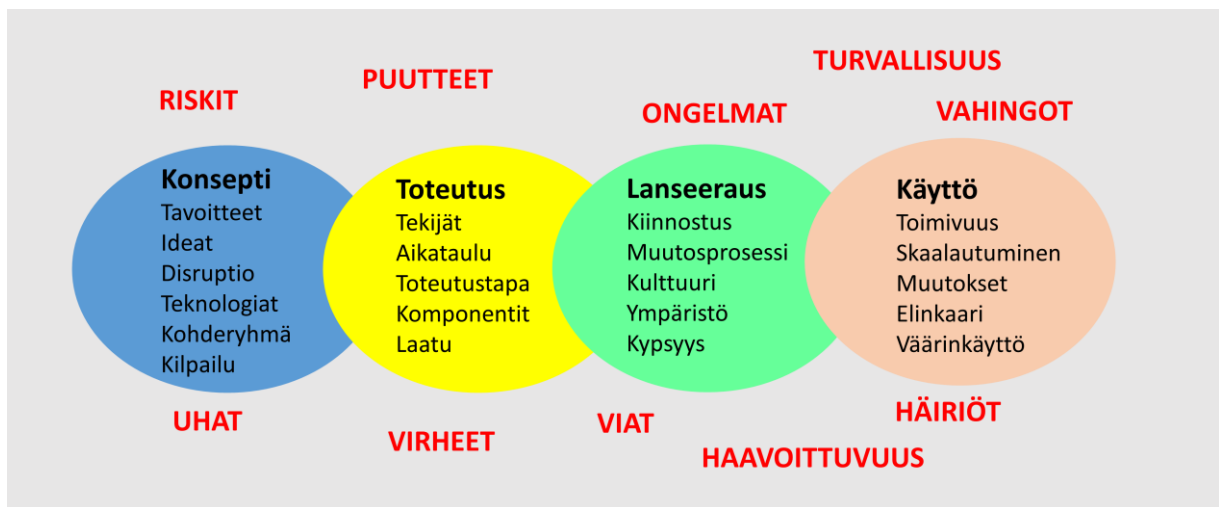 TURVALLISUUS
PUUTTEET
RISKIT
ONGELMAT
VAHINGOT
Konsepti
Tavoitteet
Ideat
Disruptio
Teknologiat
Kohderyhmä
Kilpailu
Toteutus
Tekijät
Aikataulu
Toteutustapa
Komponentit
Laatu
Lanseeraus
Kiinnostus
Muutosprosessi
Kulttuuri
Ympäristö
Kypsyys
Käyttö
Toimivuus
Skaalautuminen
Muutokset
Elinkaari
Väärinkäyttö
UHAT
VIRHEET
VIAT
HAAVOITTUVUUS
HÄIRIÖT